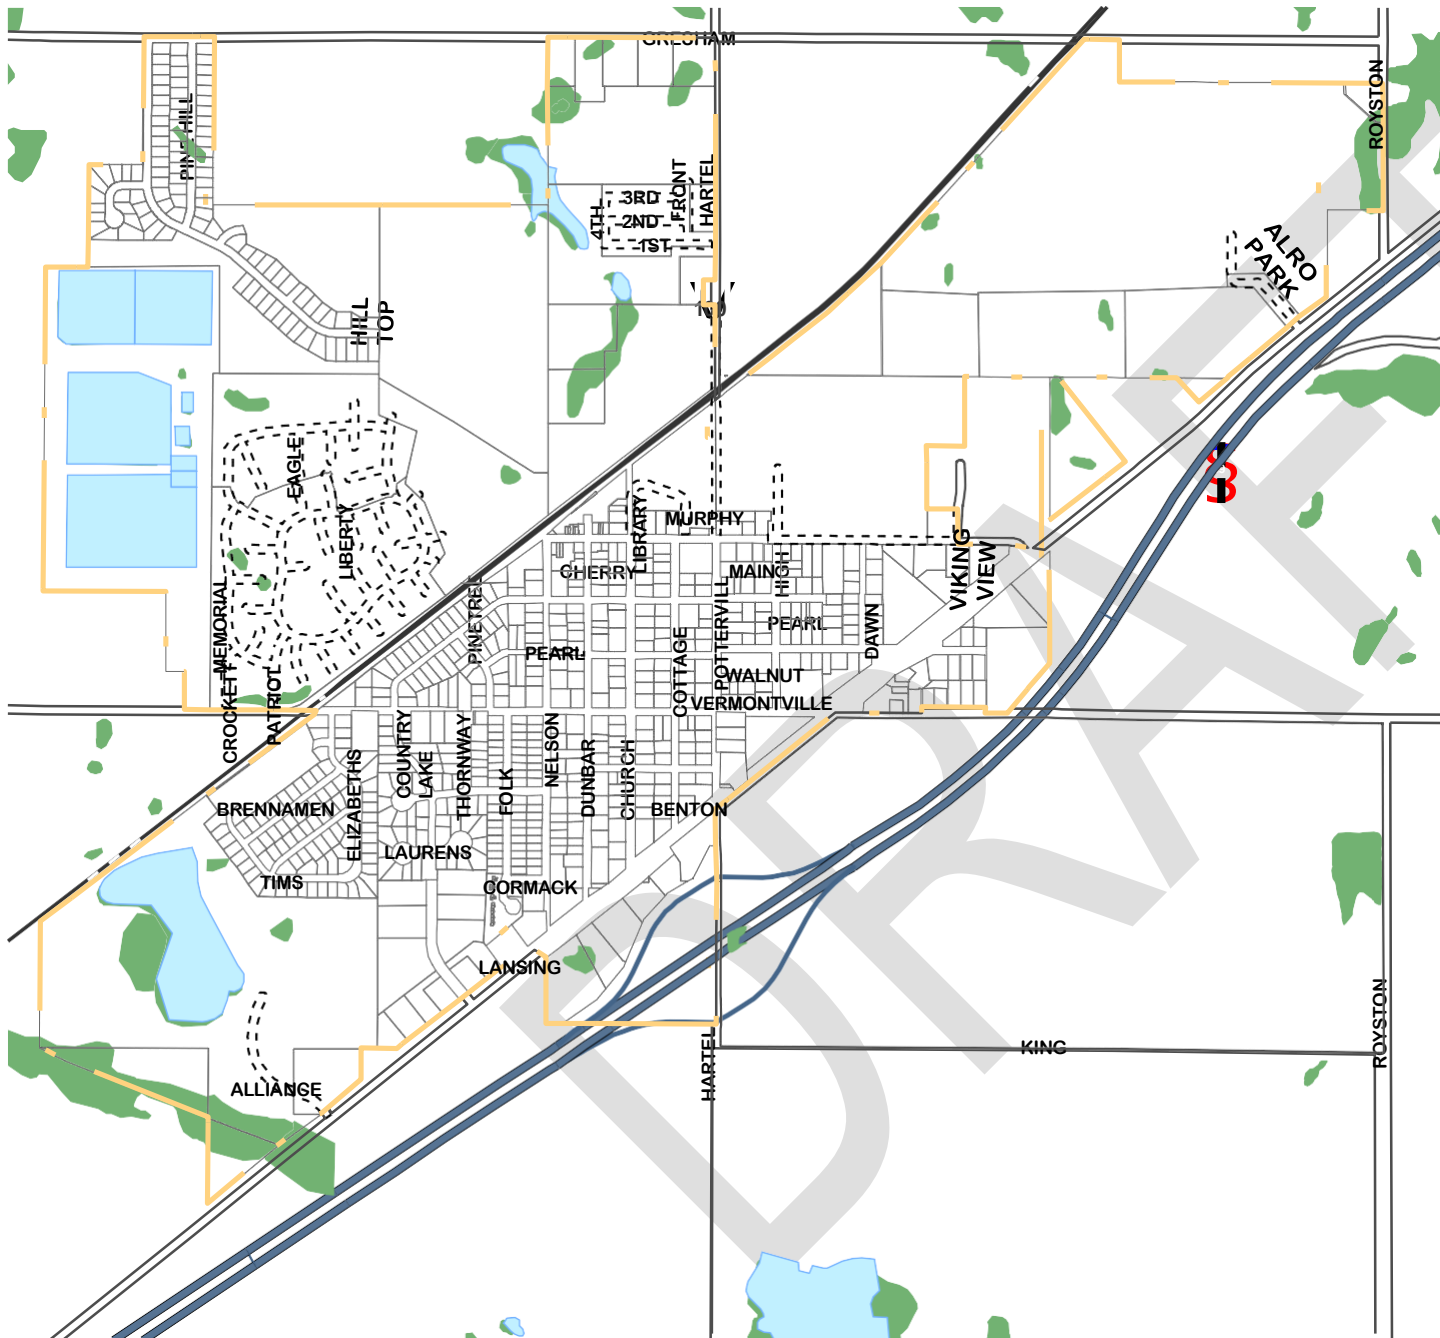 GRESHAM
ROYSTON
PINE HILL
3RD
2ND
1ST
4TH
FRONT
HARTEL
ALRO
PARK
HILL
TOP
EAGLE
LIBERTY
LIBRARY
MURPHY
CHERRY
MAIN
HIGH
VIKING
VIEW
MEMORIAL
CROCKETT
PATRIOT
PINETREE
PEARL
PEARL
COTTAGE
POTTERVILL
DAWN
WALNUT
VERMONTVILLE
COUNTRY
LAKE
THORNWAY
FOLK
NELSON
DUNBAR
CHURCH
ELIZABETHS
BRENNAMEN
BENTON
LAURENS
TIMS
CORMACK
LANSING
ALLIANCE
HARTEL
KING
ROYSTON
DRAFT